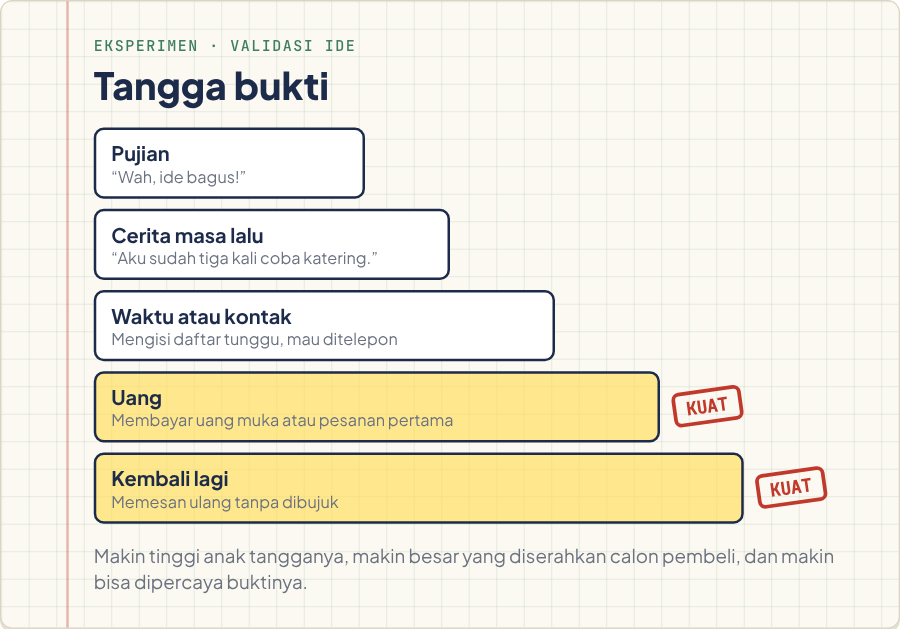 EKSPERIMEN · VALIDASI IDE
Tangga bukti
Pujian
“Wah, ide bagus!”
Cerita masa lalu
“Aku sudah tiga kali coba katering.”
Waktu atau kontak
Mengisi daftar tunggu, mau ditelepon
Uang
Membayar uang muka atau pesanan pertama
KUAT
Kembali lagi
Memesan ulang tanpa dibujuk
KUAT
Makin tinggi anak tangganya, makin besar yang diserahkan calon pembeli, dan makin
bisa dipercaya buktinya.